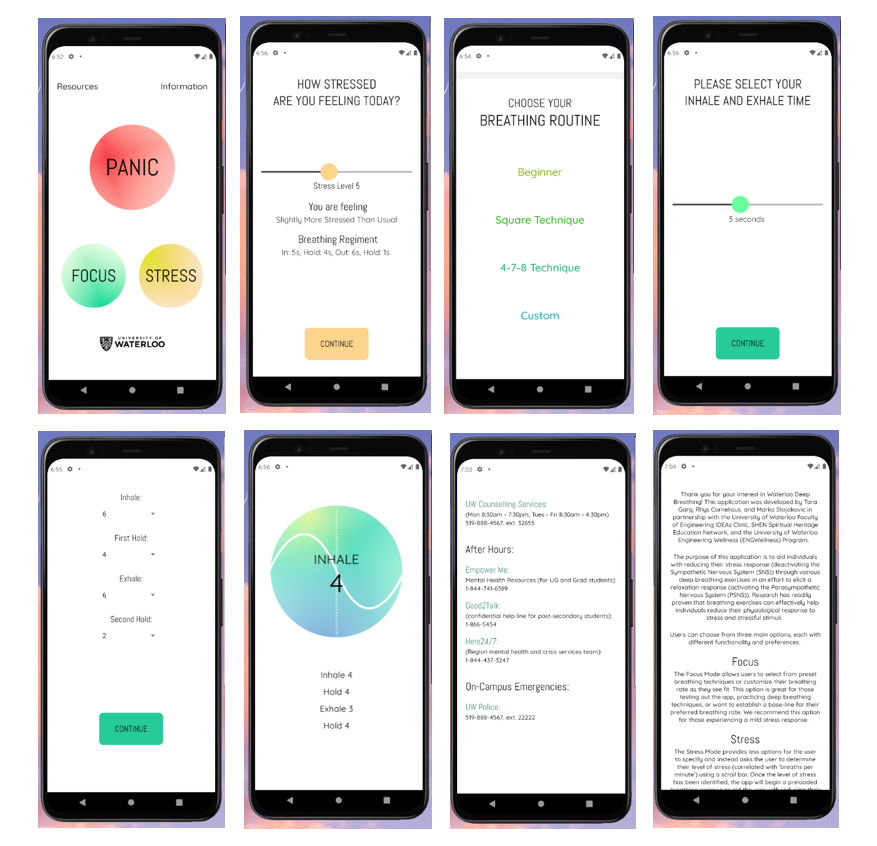 6:52
Resources Information
PANIC
FOCUS STRESS
UNIVERSITY OF
WATERLOO
6:56
HOW STRESSED
ARE YOU FEELING TODAY?
Stress Level 5
You are feeling
Slightly More Stressed Than Usual
Breathing Regiment
In: 5s, Hold: 4s, Out: 6s, Hold: 1s
CONTINUE
6:54
CHOOSE YOUR
BREATHING ROUTINE
Beginner
Square Technique
4-7-8 Technique
Custom
6:56
PLEASE SELECT YOUR
INHALE AND EXHALE TIME
5 seconds
CONTINUE
6:55
Inhale:
6
First Hold:
4
Exhale:
6
Second Hold:
2
CONTINUE
6:56
INHALE
4
Inhale 4
Hold 4
Exhale 3
Hold 4
7:03
UW Counselling Services:
(Mon 8:30am - 7:30pm, Tues - Fri 8:30am - 4:30pm)
519-888-4567, ext. 32655
After Hours:
Empower Me:
Mental Health Resources (for UG and Grad students):
1-844-741-6389
Good2Talk:
(confidential help line for post-secondary students):
1-866-5454
Here24/7:
(Region mental health and crisis services team):
1-844-437-3247
On-Campus Emergencies:
UW Police:
519-888-4567, ext. 22222
7:04
Thank you for your interest in Waterloo Deep
Breathing! This application was developed by Tara
Garg, Rhys Cornelious, and Marko Stojakovic in
partnership with the University of Waterloo Faculty
of Engineering IDEAs Clinic, SHEN Spiritual Heritage
Education Network, and the University of Waterloo
Engineering Wellness (ENGWellness) Program.
The purpose of this application is to aid individuals
with reducing their stress response (deactivating the
Sympathetic Nervous System (SNS)) through various
deep breathing exercises in an effort to elicit a
relaxation response (activating the Parasympathetic
Nervous System (PSNS)). Research has readily
proven that breathing exercises can effectively help
individuals reduce their physiological response to
stress and stressful stimuli.
Users can choose from three main options, each with
different functionality and preferences:
Focus
The Focus Mode allows users to select from preset
breathing techniques or customize their breathing
rate as they see fit. This option is great for those
testing out the app, practicing deep breathing
techniques, or want to establish a base-line for their
preferred breathing rate. We recommend this option
for those experiencing a mild stress response.
Stress
The Stress Mode provides less options for the user
to specify and instead asks the user to determine
their level of stress (correlated with 'breaths per
minute') using a scroll bar. Once the level of stress
has been identified, the app will begin a preloaded
breathing regimen to aid the user with reducing their